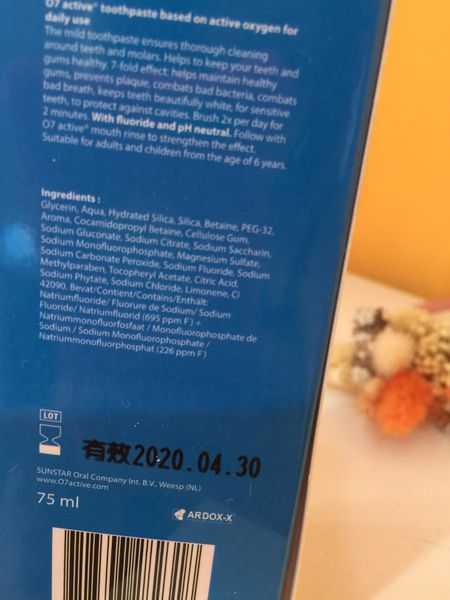 O7 active® toothpaste based on active oxygen for
daily use
The mild toothpaste ensures thorough cleaning
around teeth and molars. Helps to keep your teeth and
gums healthy. 7-fold effect: helps maintain healthy
gums, prevents plaque, combats bad bacteria, combats
bad breath, keeps teeth beautifully white, for sensitive
teeth, to protect against cavities. Brush 2x per day for
2 minutes. With fluoride and pH neutral. Follow with
O7 active® mouth rinse to strengthen the effect.
Suitable for adults and children from the age of 6 years.
Ingredients :
Glycerin, Aqua, Hydrated Silica, Silica, Betaine, PEG-32,
Aroma, Cocamidopropyl Betaine, Cellulose Gum,
Sodium Gluconate, Sodium Citrate, Sodium Saccharin,
Sodium Monofluorophosphate, Magnesium Sulfate,
Sodium Carbonate Peroxide, Sodium Fluoride, Sodium
Methylparaben, Tocopheryl Acetate, Citric Acid,
Sodium Phytate, Sodium Chloride, Limonene, CI
42090. Bevat/Contient/Contains/Enthält:
Natriumfluoride/ Fluorure de Sodium/ Sodium
Fluoride/ Natriumfluorid (695 ppm F) +
Natriummonofluorfosfaat / Monofluorophosphate de
Sodium / Sodium Monofluorophosphate /
Natriummonofluorphosphat (226 ppm F)
LOT
有效2020.04.30
SUNSTAR Oral Company Int. B.V., Weesp (NL)
www.O7active.com
75 ml
ARDOX-X®